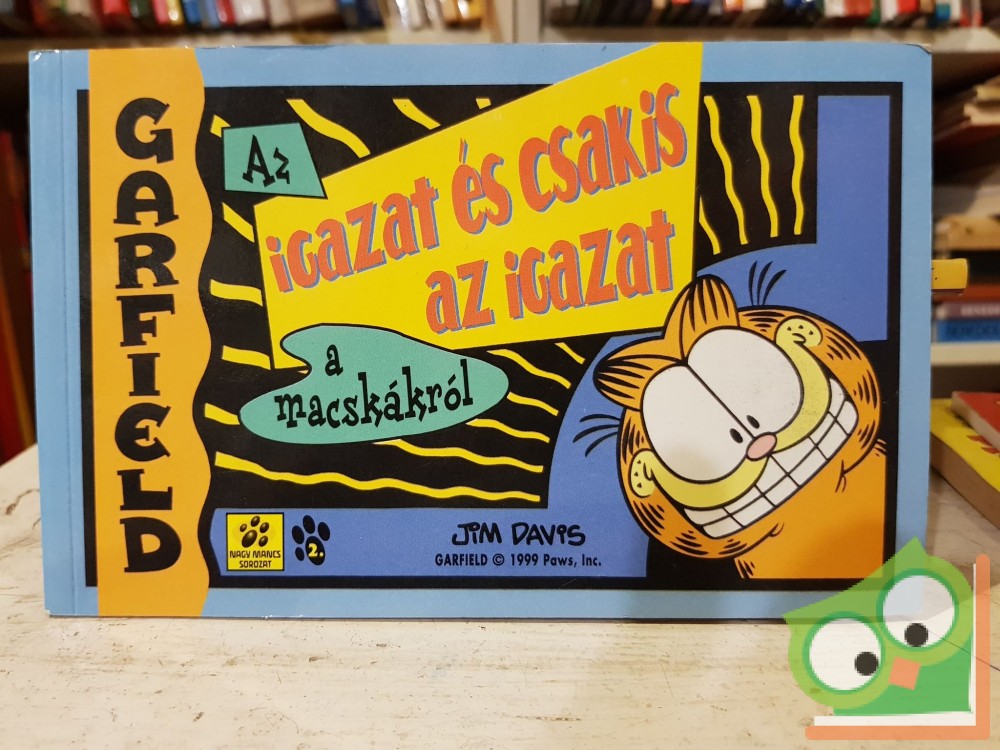 GARFIELD
Az
igazat és csakis
az igazat
a
macskákról
NAGY MANCS
SOROZAT
2.
JIM DAVIS
GARFIELD © 1999 Paws, Inc.